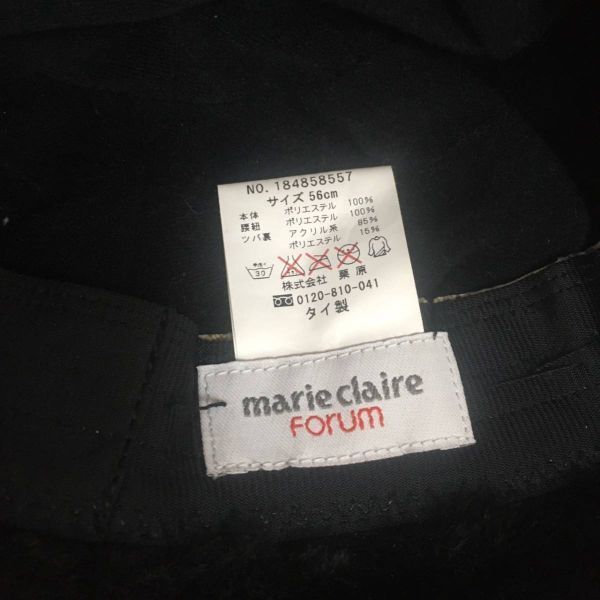 NO. 184858557
サイズ 56cm
本体 ポリエステル 100%
腰紐 ポリエステル 100%
ツバ裏 アクリル系 85%
ポリエステル 15%
30
株式会社 栗原
0120-810-041
タイ製
marie claire
FORUM